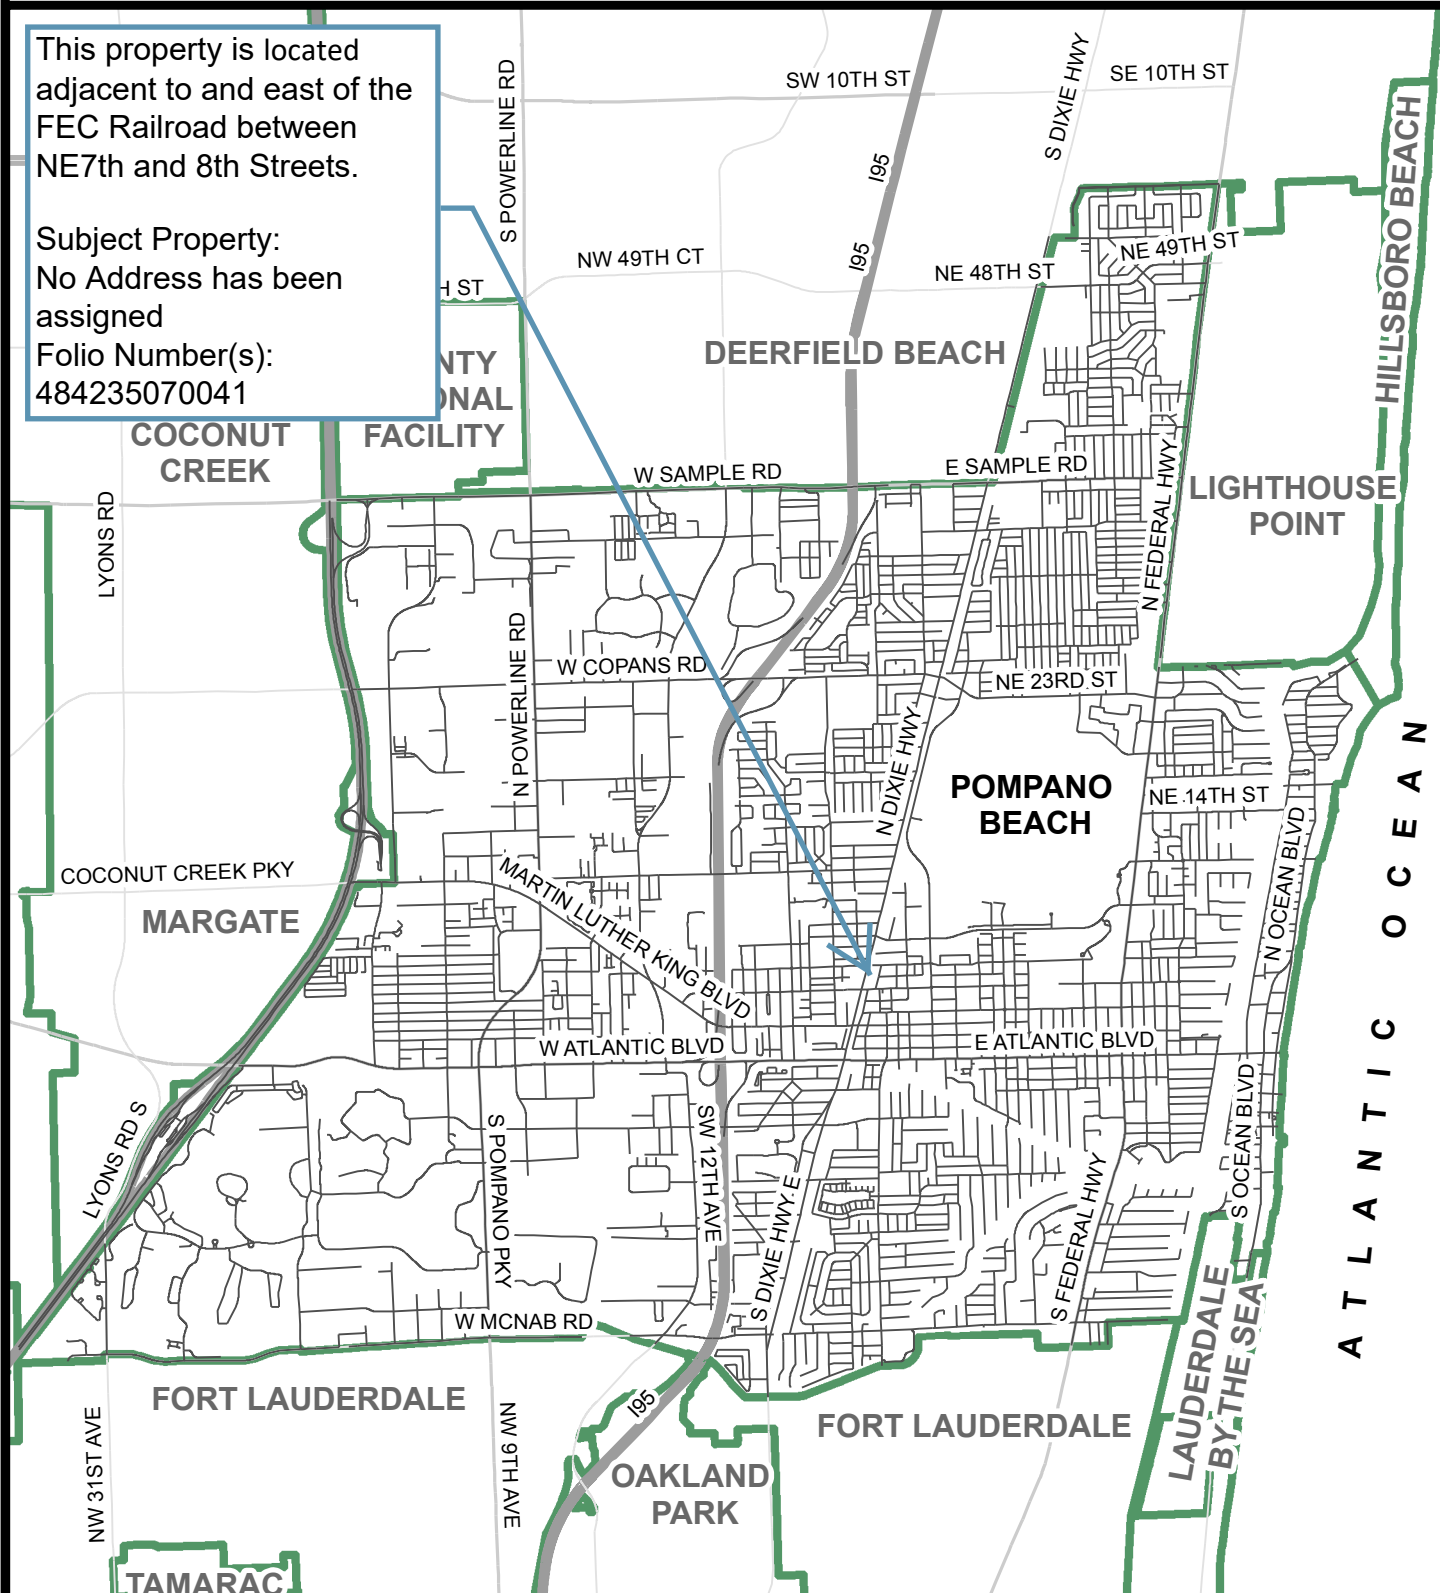 This property is located
adjacent to and east of the
FEC Railroad between
NE7th and 8th Streets.
Subject Property:
No Address has been
assigned
Folio Number(s):
484235070041
S POWERLINE RD
SW 10TH ST
SE 10TH ST
S DIXIE HWY
I95
HILLSBORO BEACH
NW 49TH CT
I95
NE 48TH ST
NE 49TH ST
H ST
NTY
ONAL
FACILITY
DEERFIELD BEACH
COCONUT
CREEK
W SAMPLE RD
E SAMPLE RD
LIGHTHOUSE
POINT
LYONS RD
N FEDERAL HWY
N POWERLINE RD
W COPANS RD
NE 23RD ST
N DIXIE HWY
POMPANO
BEACH
NE 14TH ST
COCONUT CREEK PKY
MARTIN LUTHER KING BLVD
N OCEAN BLVD
MARGATE
ATLANTIC OCEAN
W ATLANTIC BLVD
E ATLANTIC BLVD
LYONS RD S
S POMPANO PKY
SW 12TH AVE
S DIXIE HWY E
S FEDERAL HWY
S OCEAN BLVD
W MCNAB RD
LAUDERDALE
BY THE SEA
FORT LAUDERDALE
I95
FORT LAUDERDALE
NW 31ST AVE
NW 9TH AVE
OAKLAND
PARK
TAMARAC